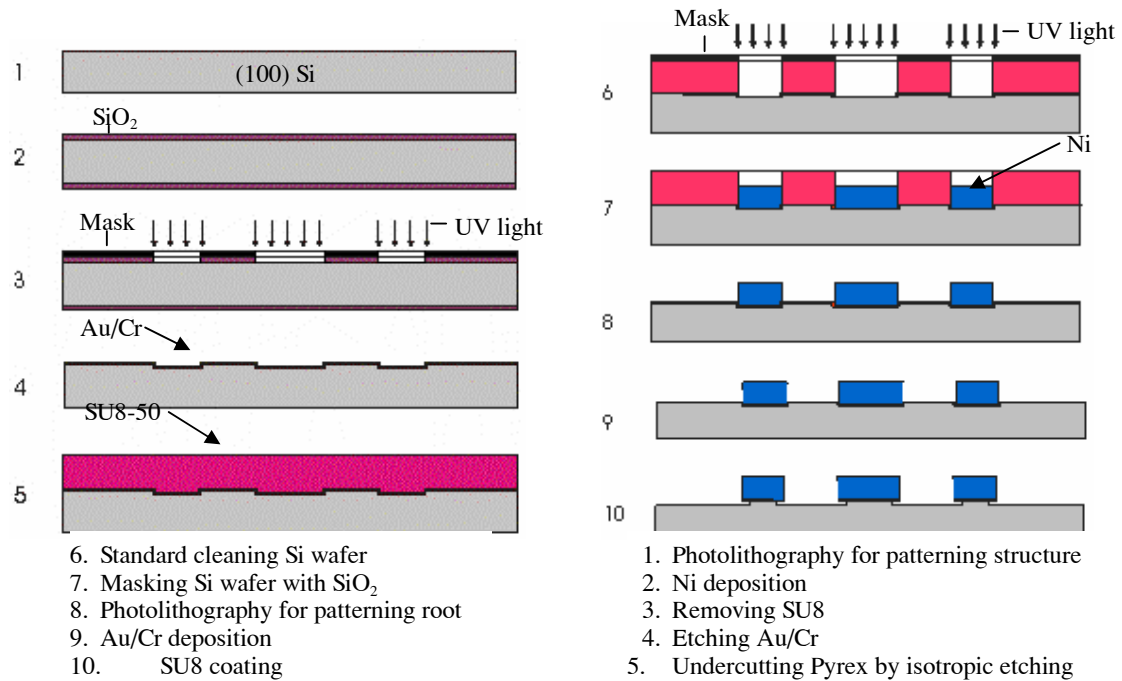 1
(100) Si
SiO2
2
Mask
UV light
3
Au/Cr
4
SU8-50
5
6. Standard cleaning Si wafer
7. Masking Si wafer with SiO2
8. Photolithography for patterning root
9. Au/Cr deposition
10. SU8 coating
Mask
UV light
6
Ni
7
8
9
10
1. Photolithography for patterning structure
2. Ni deposition
3. Removing SU8
4. Etching Au/Cr
5. Undercutting Pyrex by isotropic etching